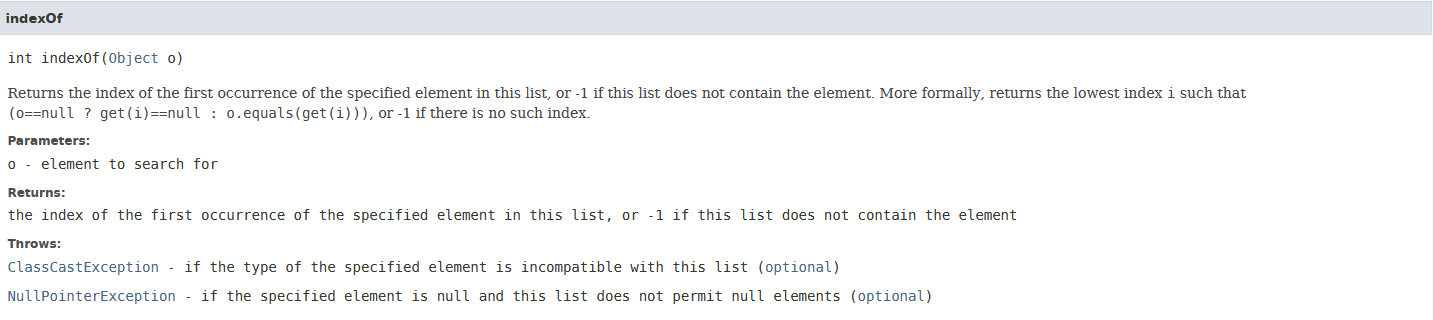 indexOf
int indexOf(Object o)
Returns the index of the first occurrence of the specified element in this list, or -1 if this list does not contain the element. More formally, returns the lowest index i such that
(o==null ? get(i)==null : o.equals(get(i))), or -1 if there is no such index.
Parameters:
o - element to search for
Returns:
the index of the first occurrence of the specified element in this list, or -1 if this list does not contain the element
Throws:
ClassCastException - if the type of the specified element is incompatible with this list (optional)
NullPointerException - if the specified element is null and this list does not permit null elements (optional)